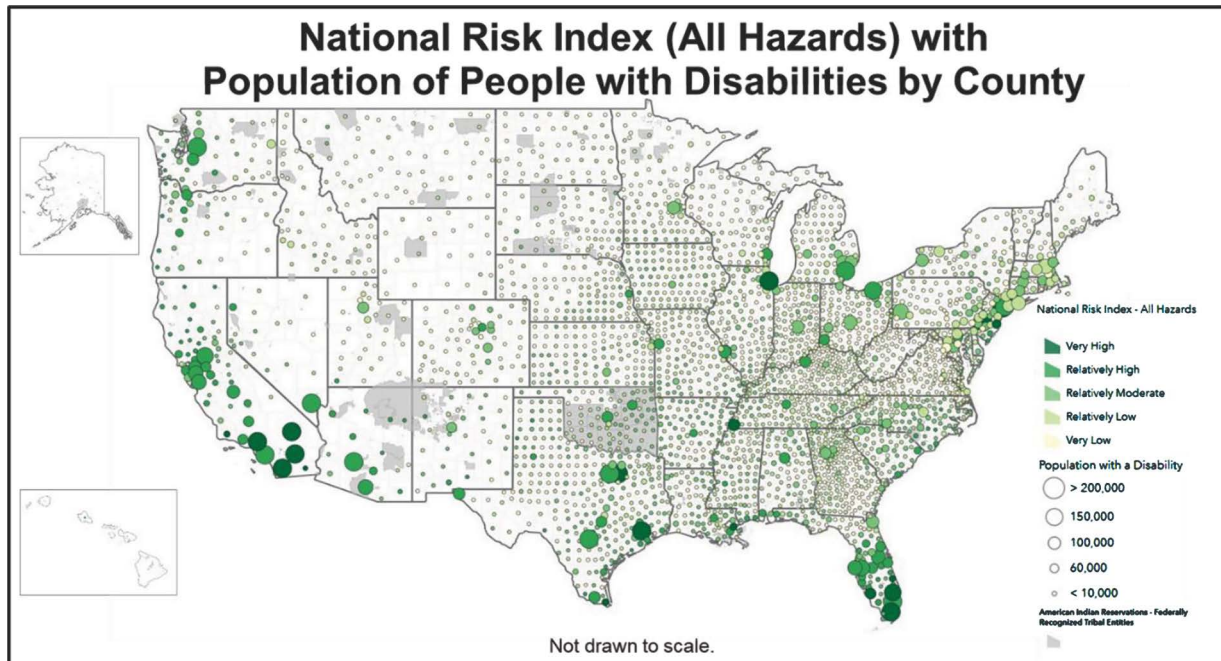 National Risk Index (All Hazards) with
Population of People with Disabilities by County
National Risk Index - All Hazards
Very High
Relatively High
Relatively Moderate
Relatively Low
Very Low
Population with a Disability
> 200,000
150,000
100,000
60,000
< 10,000
American Indian Reservations - Federally
Recognized Tribal Entities
Not drawn to scale.